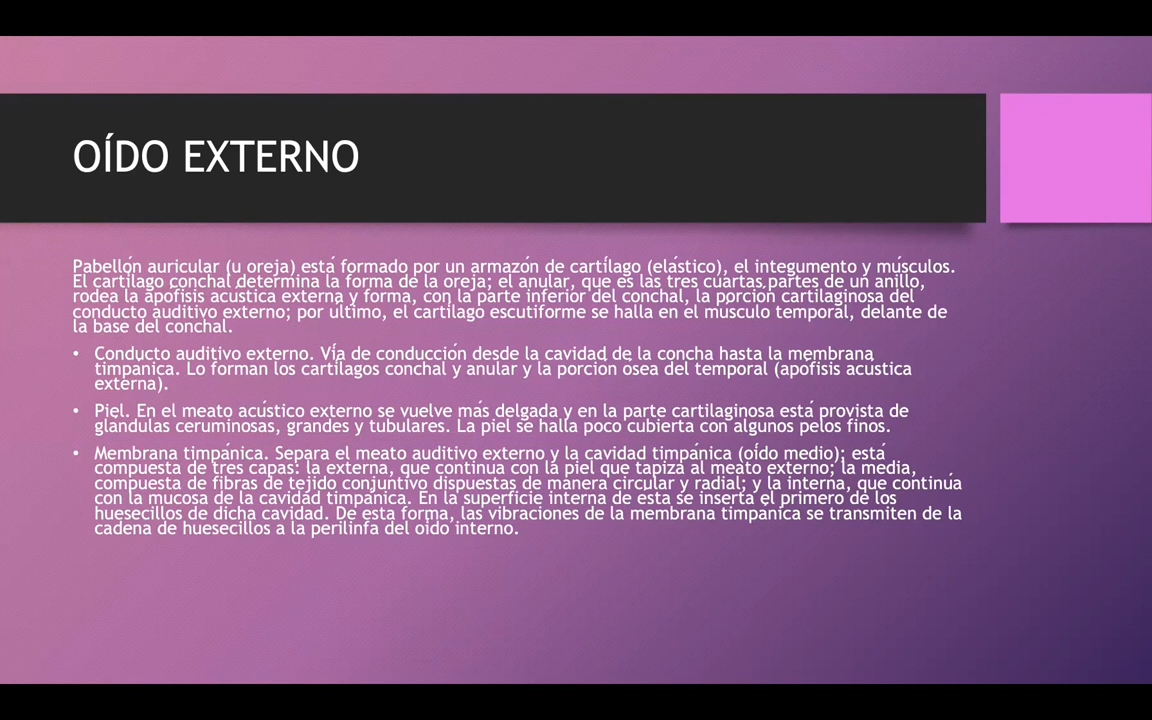 OÍDO EXTERNO
Pabellón auricular (u oreja) está formado por un armazón de cartílago (elástico), el integumento y músculos.
El cartílago conchal determina la forma de la oreja; el anular, que es las tres cuartas partes de un anillo,
rodea la apófisis acústica externa y forma, con la parte inferior del conchal, la porción cartilaginosa del
conducto auditivo externo; por último, el cartílago escutiforme se halla en el músculo temporal, delante de
la base del conchal.
• Conducto auditivo externo. Vía de conducción desde la cavidad de la concha hasta la membrana
timpánica. Lo forman los cartílagos conchal y anular y la porción ósea del temporal (apófisis acústica
externa).
• Piel. En el meato acústico externo se vuelve más delgada y en la parte cartilaginosa está provista de
glándulas ceruminosas, grandes y tubulares. La piel se halla poco cubierta con algunos pelos finos.
• Membrana timpánica. Separa el meato auditivo externo y la cavidad timpánica (oído medio); está
compuesta de tres capas: la externa, que continúa con la piel que tapiza al meato externo; la media,
compuesta de fibras de tejido conjuntivo dispuestas de manera circular y radial; y la interna, que continúa
con la mucosa de la cavidad timpánica. En la superficie interna de esta se inserta el primero de los
huesecillos de dicha cavidad. De esta forma, las vibraciones de la membrana timpánica se transmiten de la
cadena de huesecillos a la perilinfa del oído interno.